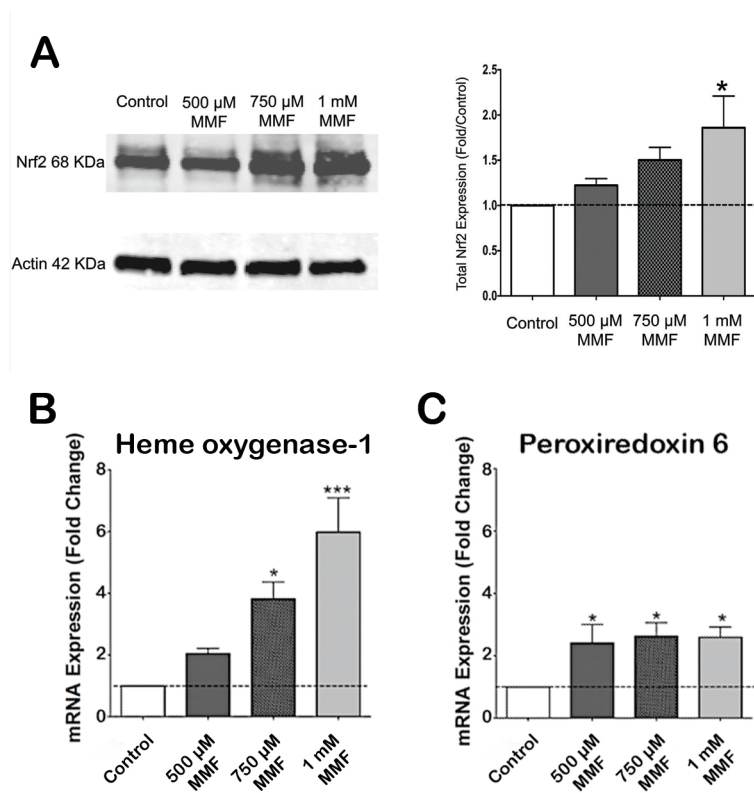 A
Control
500 µM
MMF
750 µM
MMF
1 mM
MMF
Nrf2 68 KDa
Actin 42 KDa
Total Nrf2 Expression (Fold/Control)
2.5
2.0
1.5
1.0
0.5
0.0
*
Control
500 µM
MMF
750 µM
MMF
1 mM
MMF
B
Heme oxygenase-1
mRNA Expression (Fold Change)
8
6
4
2
0
*
***
Control
500 µM
MMF
750 µM
MMF
1 mM
MMF
C
Peroxiredoxin 6
mRNA Expression (Fold Change)
8
6
4
2
0
*
*
*
Control
500 µM
MMF
750 µM
MMF
1 mM
MMF